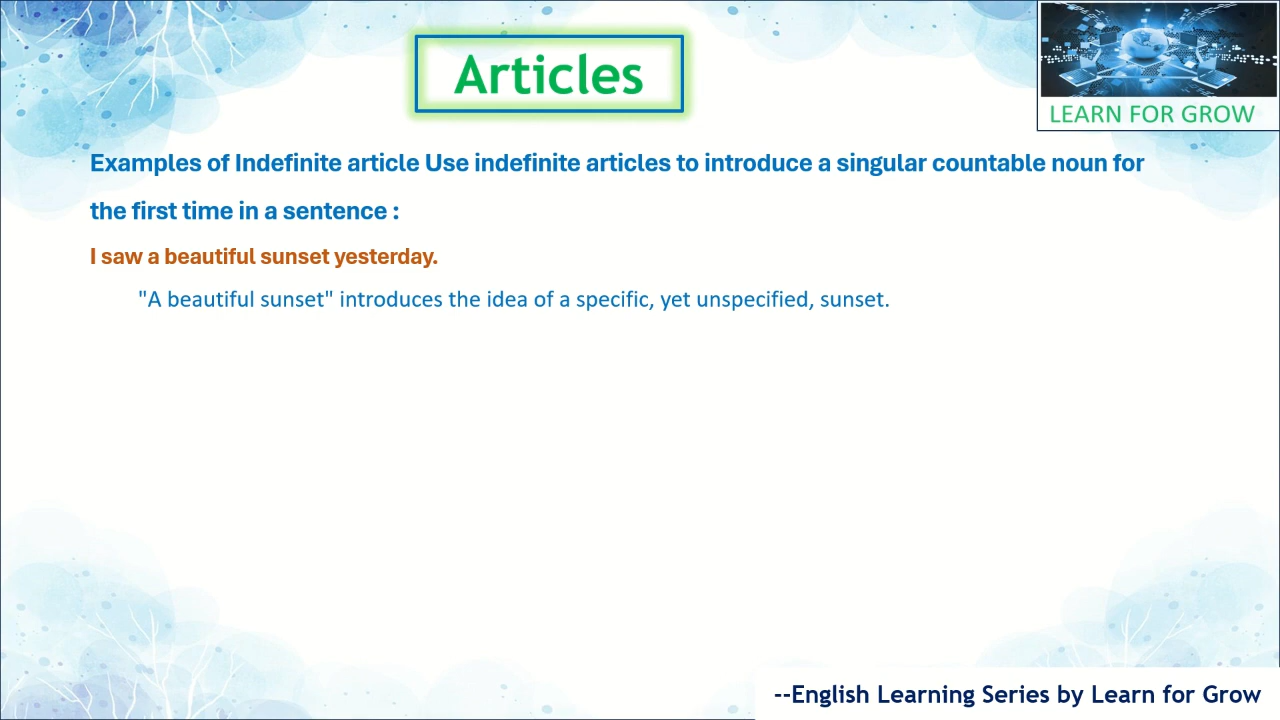 Articles
LEARN FOR GROW
Examples of Indefinite article Use indefinite articles to introduce a singular countable noun for
the first time in a sentence :
I saw a beautiful sunset yesterday.
"A beautiful sunset" introduces the idea of a specific, yet unspecified, sunset.
--English Learning Series by Learn for Grow